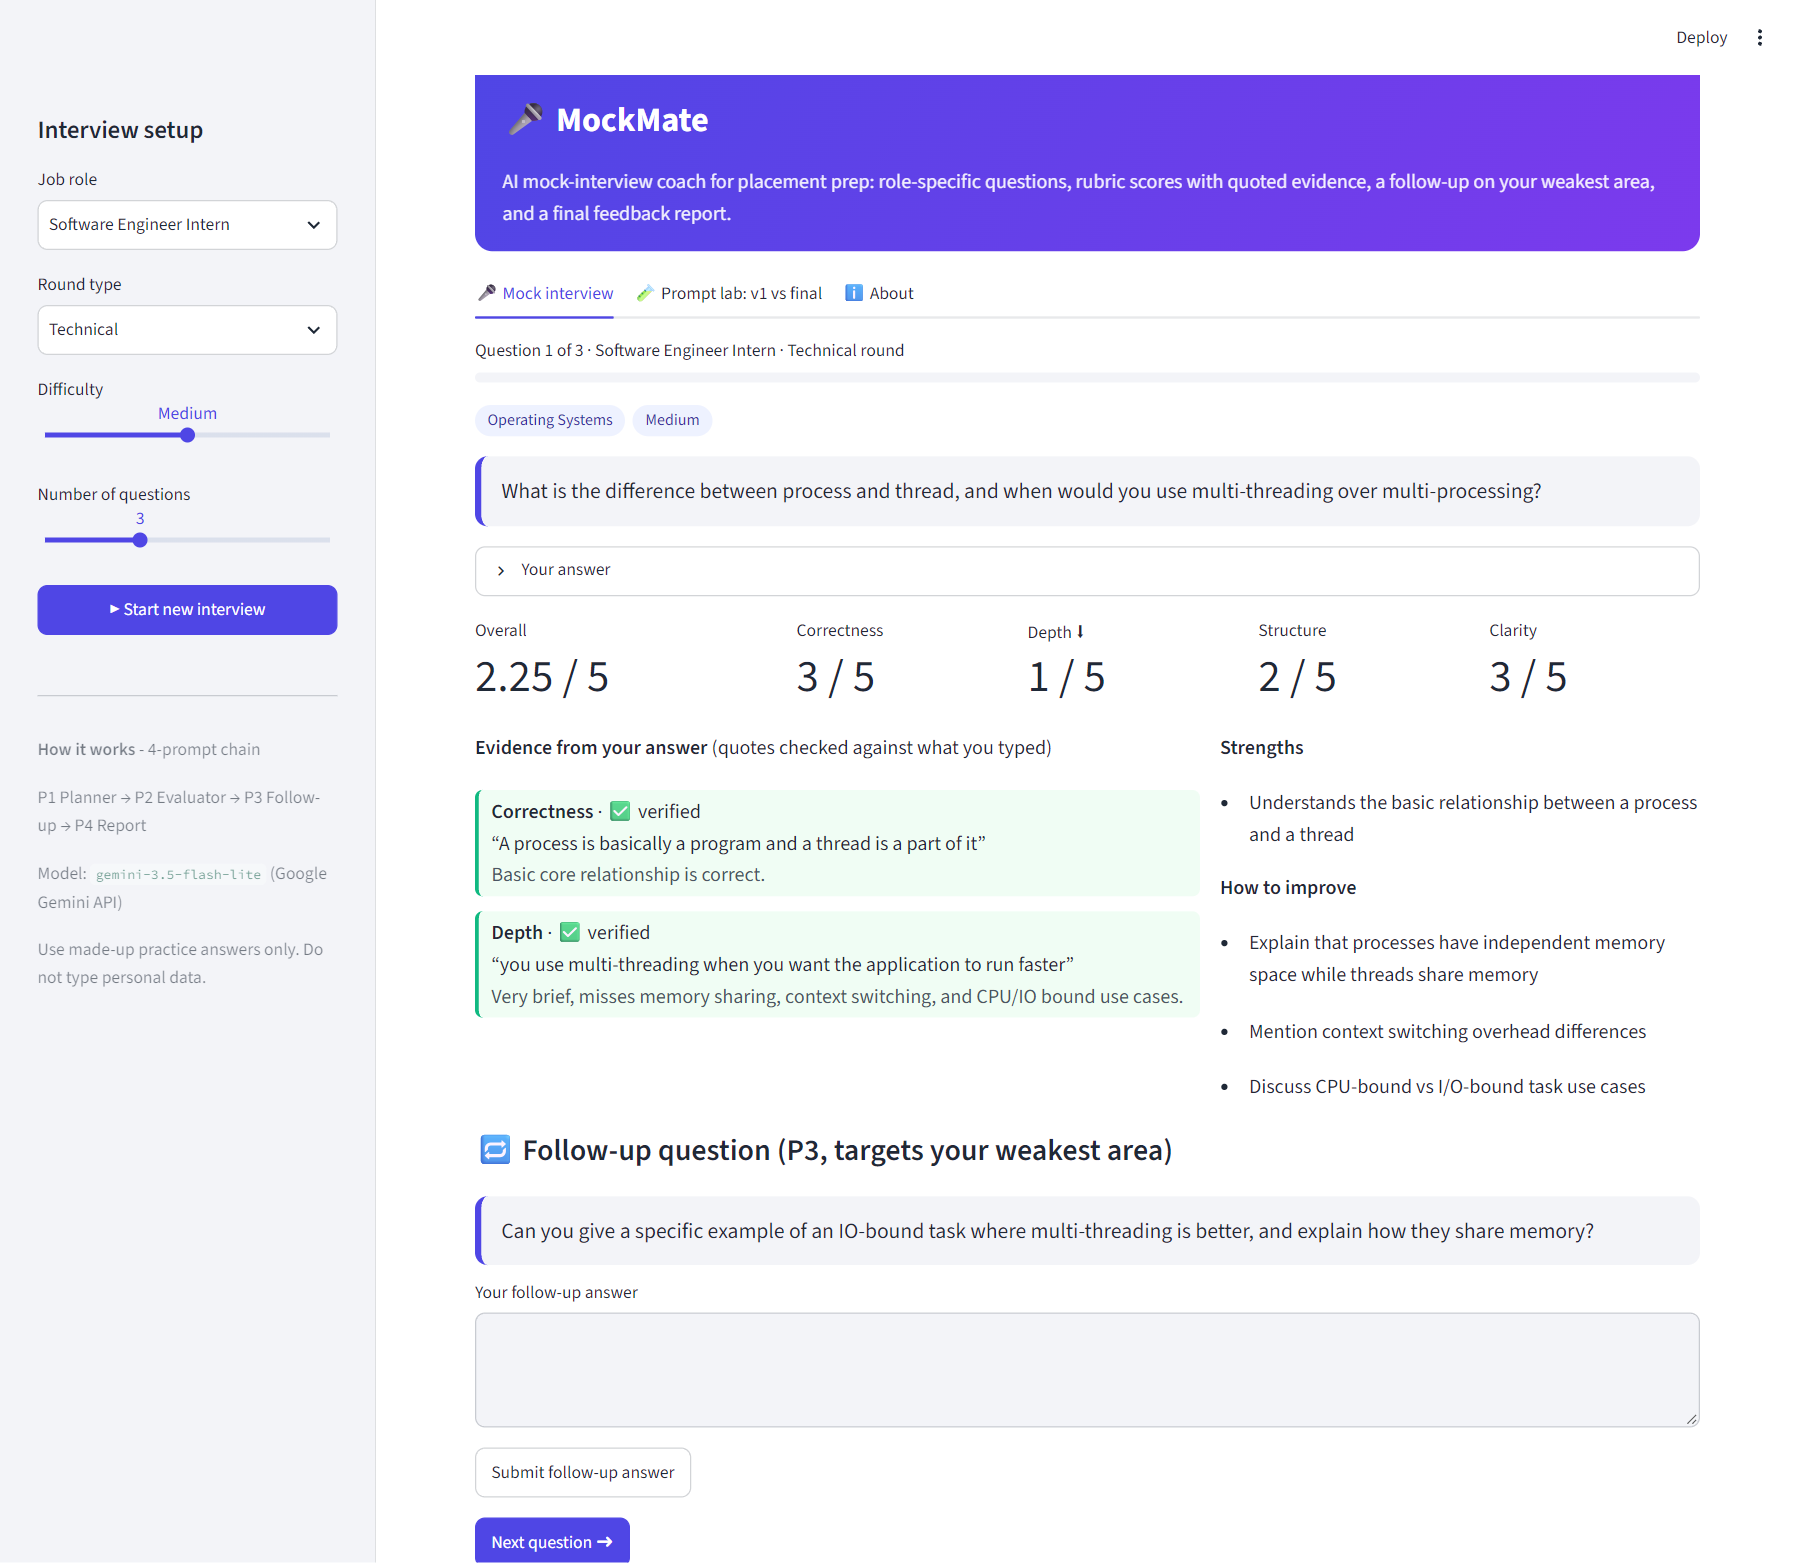 Deploy
Interview setup
Job role
Software Engineer Intern
Round type
Technical
Difficulty
Medium
Number of questions
3
▶ Start new interview
How it works - 4-prompt chain
P1 Planner → P2 Evaluator → P3 Follow-
up → P4 Report
Model: gemini-3.5-flash-lite (Google
Gemini API)
Use made-up practice answers only. Do
not type personal data.
🎤 MockMate
AI mock-interview coach for placement prep: role-specific questions, rubric scores with quoted evidence, a follow-up on your weakest area,
and a final feedback report.
🎤 Mock interview
🧪 Prompt lab: v1 vs final
ℹ️ About
Question 1 of 3 · Software Engineer Intern · Technical round
Operating Systems
Medium
What is the difference between process and thread, and when would you use multi-threading over multi-processing?
Your answer
Overall
2.25 / 5
Correctness
3 / 5
Depth ⬇
1 / 5
Structure
2 / 5
Clarity
3 / 5
Evidence from your answer (quotes checked against what you typed)
Correctness · ✅ verified
“A process is basically a program and a thread is a part of it”
Basic core relationship is correct.
Depth · ✅ verified
“you use multi-threading when you want the application to run faster”
Very brief, misses memory sharing, context switching, and CPU/IO bound use cases.
Strengths
• Understands the basic relationship between a process
and a thread
How to improve
• Explain that processes have independent memory
space while threads share memory
• Mention context switching overhead differences
• Discuss CPU-bound vs I/O-bound task use cases
🔁 Follow-up question (P3, targets your weakest area)
Can you give a specific example of an IO-bound task where multi-threading is better, and explain how they share memory?
Your follow-up answer
Submit follow-up answer
Next question ➜